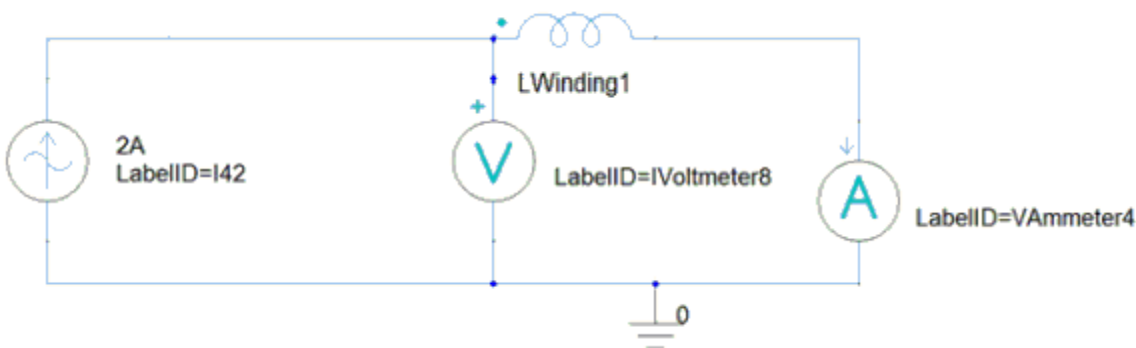 LWinding1
2A
LabelID=I42
V
LabelID=IVoltmeter8
A
LabelID=VAmmeter4
0